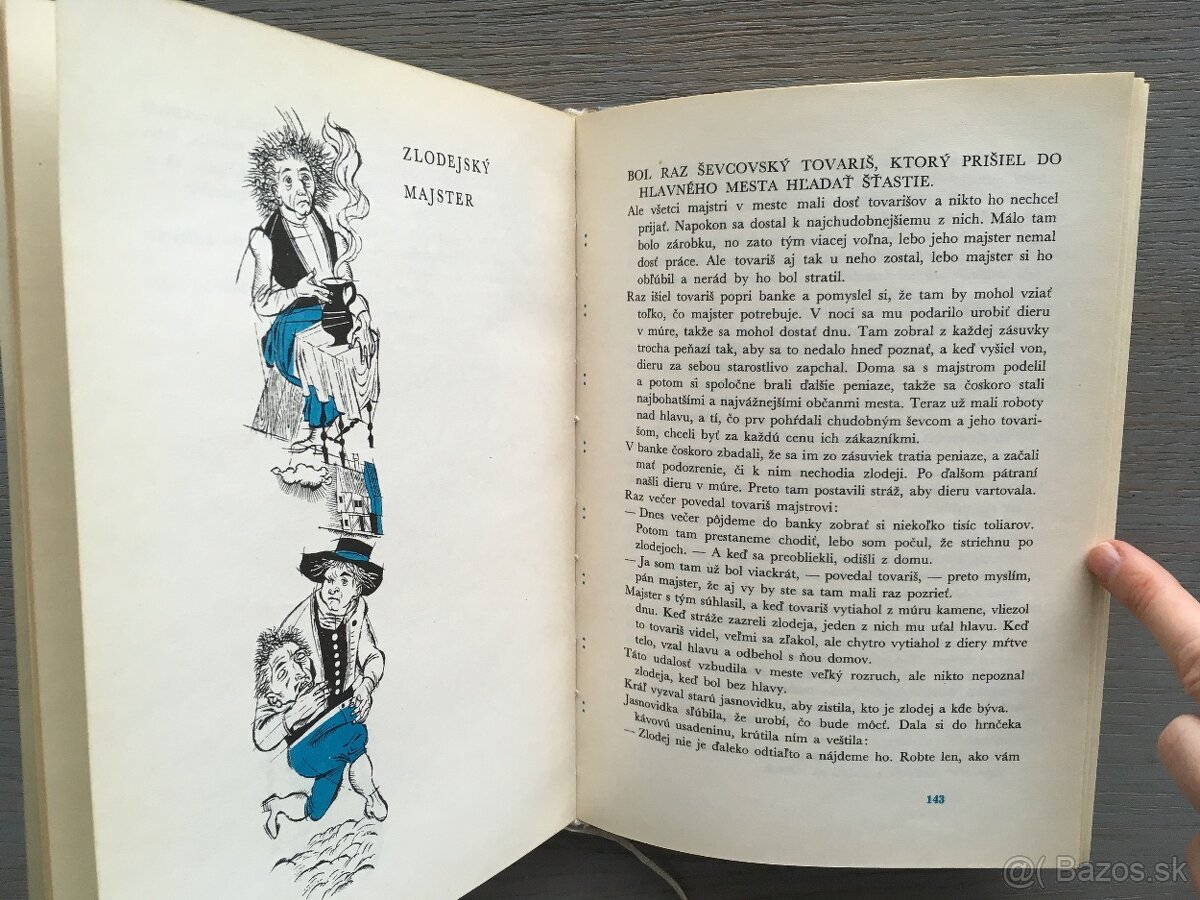 ZLODEJSKÝ
MAJSTER
BOL RAZ ŠEVCOVSKÝ TOVARIŠ, KTORÝ PRIŠIEL DO
HLAVNÉHO MESTA HĽADAŤ ŠŤASTIE.
Ale všetci majstri v meste mali dosť tovarišov a nikto ho nechcel
prijať. Napokon sa dostal k najchudobnejšiemu z nich. Málo tam
bolo zárobku, no zato tým viacej voľna, lebo jeho majster nemal
dosť práce. Ale tovariš aj tak u neho zostal, lebo majster si ho
obľúbil a nerád by ho bol stratil.
Raz išiel tovariš popri banke a pomyslel si, že tam by mohol vziať
toľko, čo majster potrebuje. V noci sa mu podarilo urobiť dieru
v múre, takže sa mohol dostať dnu. Tam zobral z každej zásuvky
trocha peňazí tak, aby sa to nedalo hneď poznať, a keď vyšiel von,
dieru za sebou starostlivo zapchal. Doma sa s majstrom podelil
a potom si spoločne brali ďalšie peniaze, takže sa čoskoro stali
najbohatšími a najvážnejšími občanmi mesta. Teraz už mali roboty
nad hlavu, a tí, čo prv pohŕdali chudobným ševcom a jeho tovari-
šom, chceli byť za každú cenu ich zákazníkmi.
V banke čoskoro zbadali, že sa im zo zásuviek tratia peniaze, a začali
mať podozrenie, či k nim nechodia zlodeji. Po ďalšom pátraní
našli dieru v múre. Preto tam postavili stráž, aby dieru vartovala.
Raz večer povedal tovariš majstrovi:
— Dnes večer pôjdeme do banky zobrať si niekoľko tisíc toliarov.
Potom tam prestaneme chodiť, lebo som počul, že striehnu po
zlodejoch. — A keď sa preobliekli, odišli z domu.
— Ja som tam už bol viackrát, — povedal tovariš, — preto myslím,
pán majster, že aj vy by ste sa tam mali raz pozrieť.
Majster s tým súhlasil, a keď tovariš vytiahol z múru kamene, vliezol
dnu. Keď stráže zazreli zlodeja, jeden z nich mu uťal hlavu. Keď
to tovariš videl, veľmi sa zľakol, ale chytro vytiahol z diery mŕtve
telo, vzal hlavu a odbehol s ňou domov.
Táto udalosť vzbudila v meste veľký rozruch, ale nikto nepoznal
zlodeja, keď bol bez hlavy.
Kráľ vyzval starú jasnovidku, aby zistila, kto je zlodej a kde býva.
Jasnovidka sľúbila, že urobí, čo bude môcť. Dala si do hrnčeka
kávovú usadeninu, krútila ním a veštila:
— Zlodej nie je ďaleko odtiaľto a nájdeme ho. Robte len, ako vám
143
@( Bazos.sk